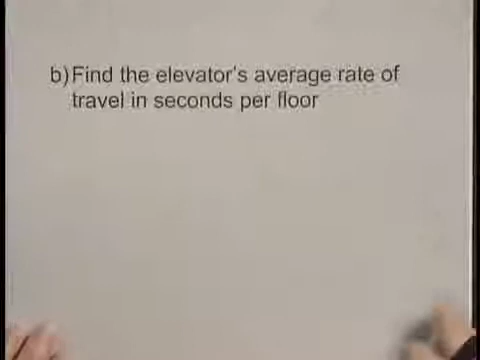 b) Find the elevator's average rate of
travel in seconds per floor